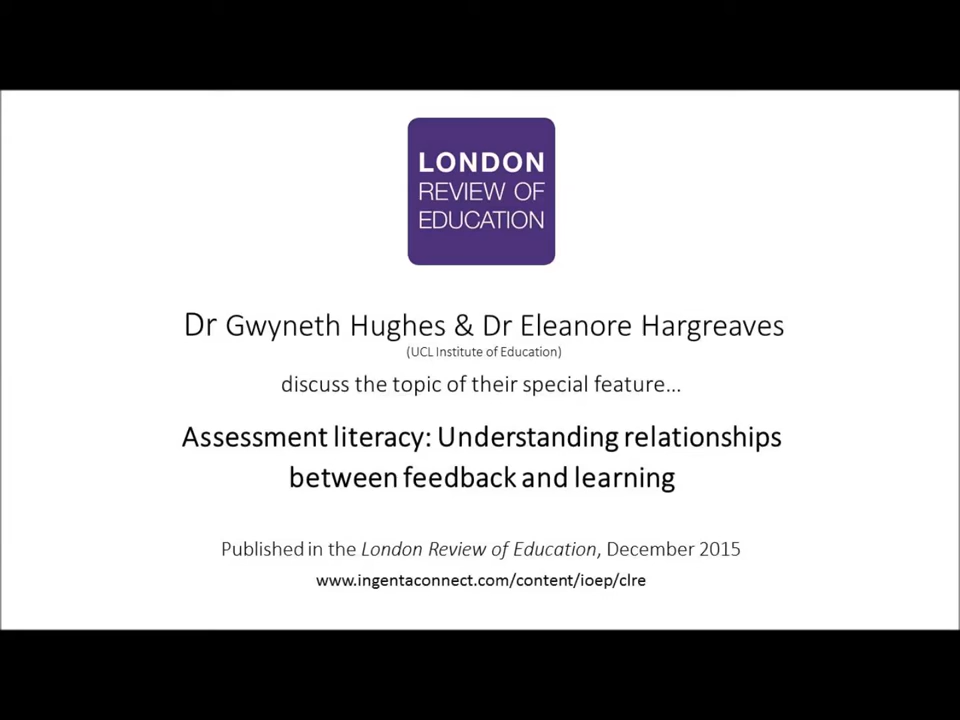 LONDON
REVIEW OF
EDUCATION
Dr Gwyneth Hughes & Dr Eleanore Hargreaves
(UCL Institute of Education)
discuss the topic of their special feature...
Assessment literacy: Understanding relationships
between feedback and learning
Published in the London Review of Education, December 2015
www.ingentaconnect.com/content/ioep/clre